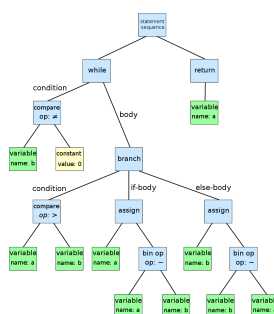 statement
sequence
while
return
condition
body
compare
op: ≠
variable
name: a
variable
name: b
constant
value: 0
branch
condition
if-body
else-body
compare
op: >
assign
assign
variable
name: a
variable
name: b
variable
name: a
bin op
op: −
variable
name: b
bin op
op: −
variable
name: a
variable
name: b
variable
name: b